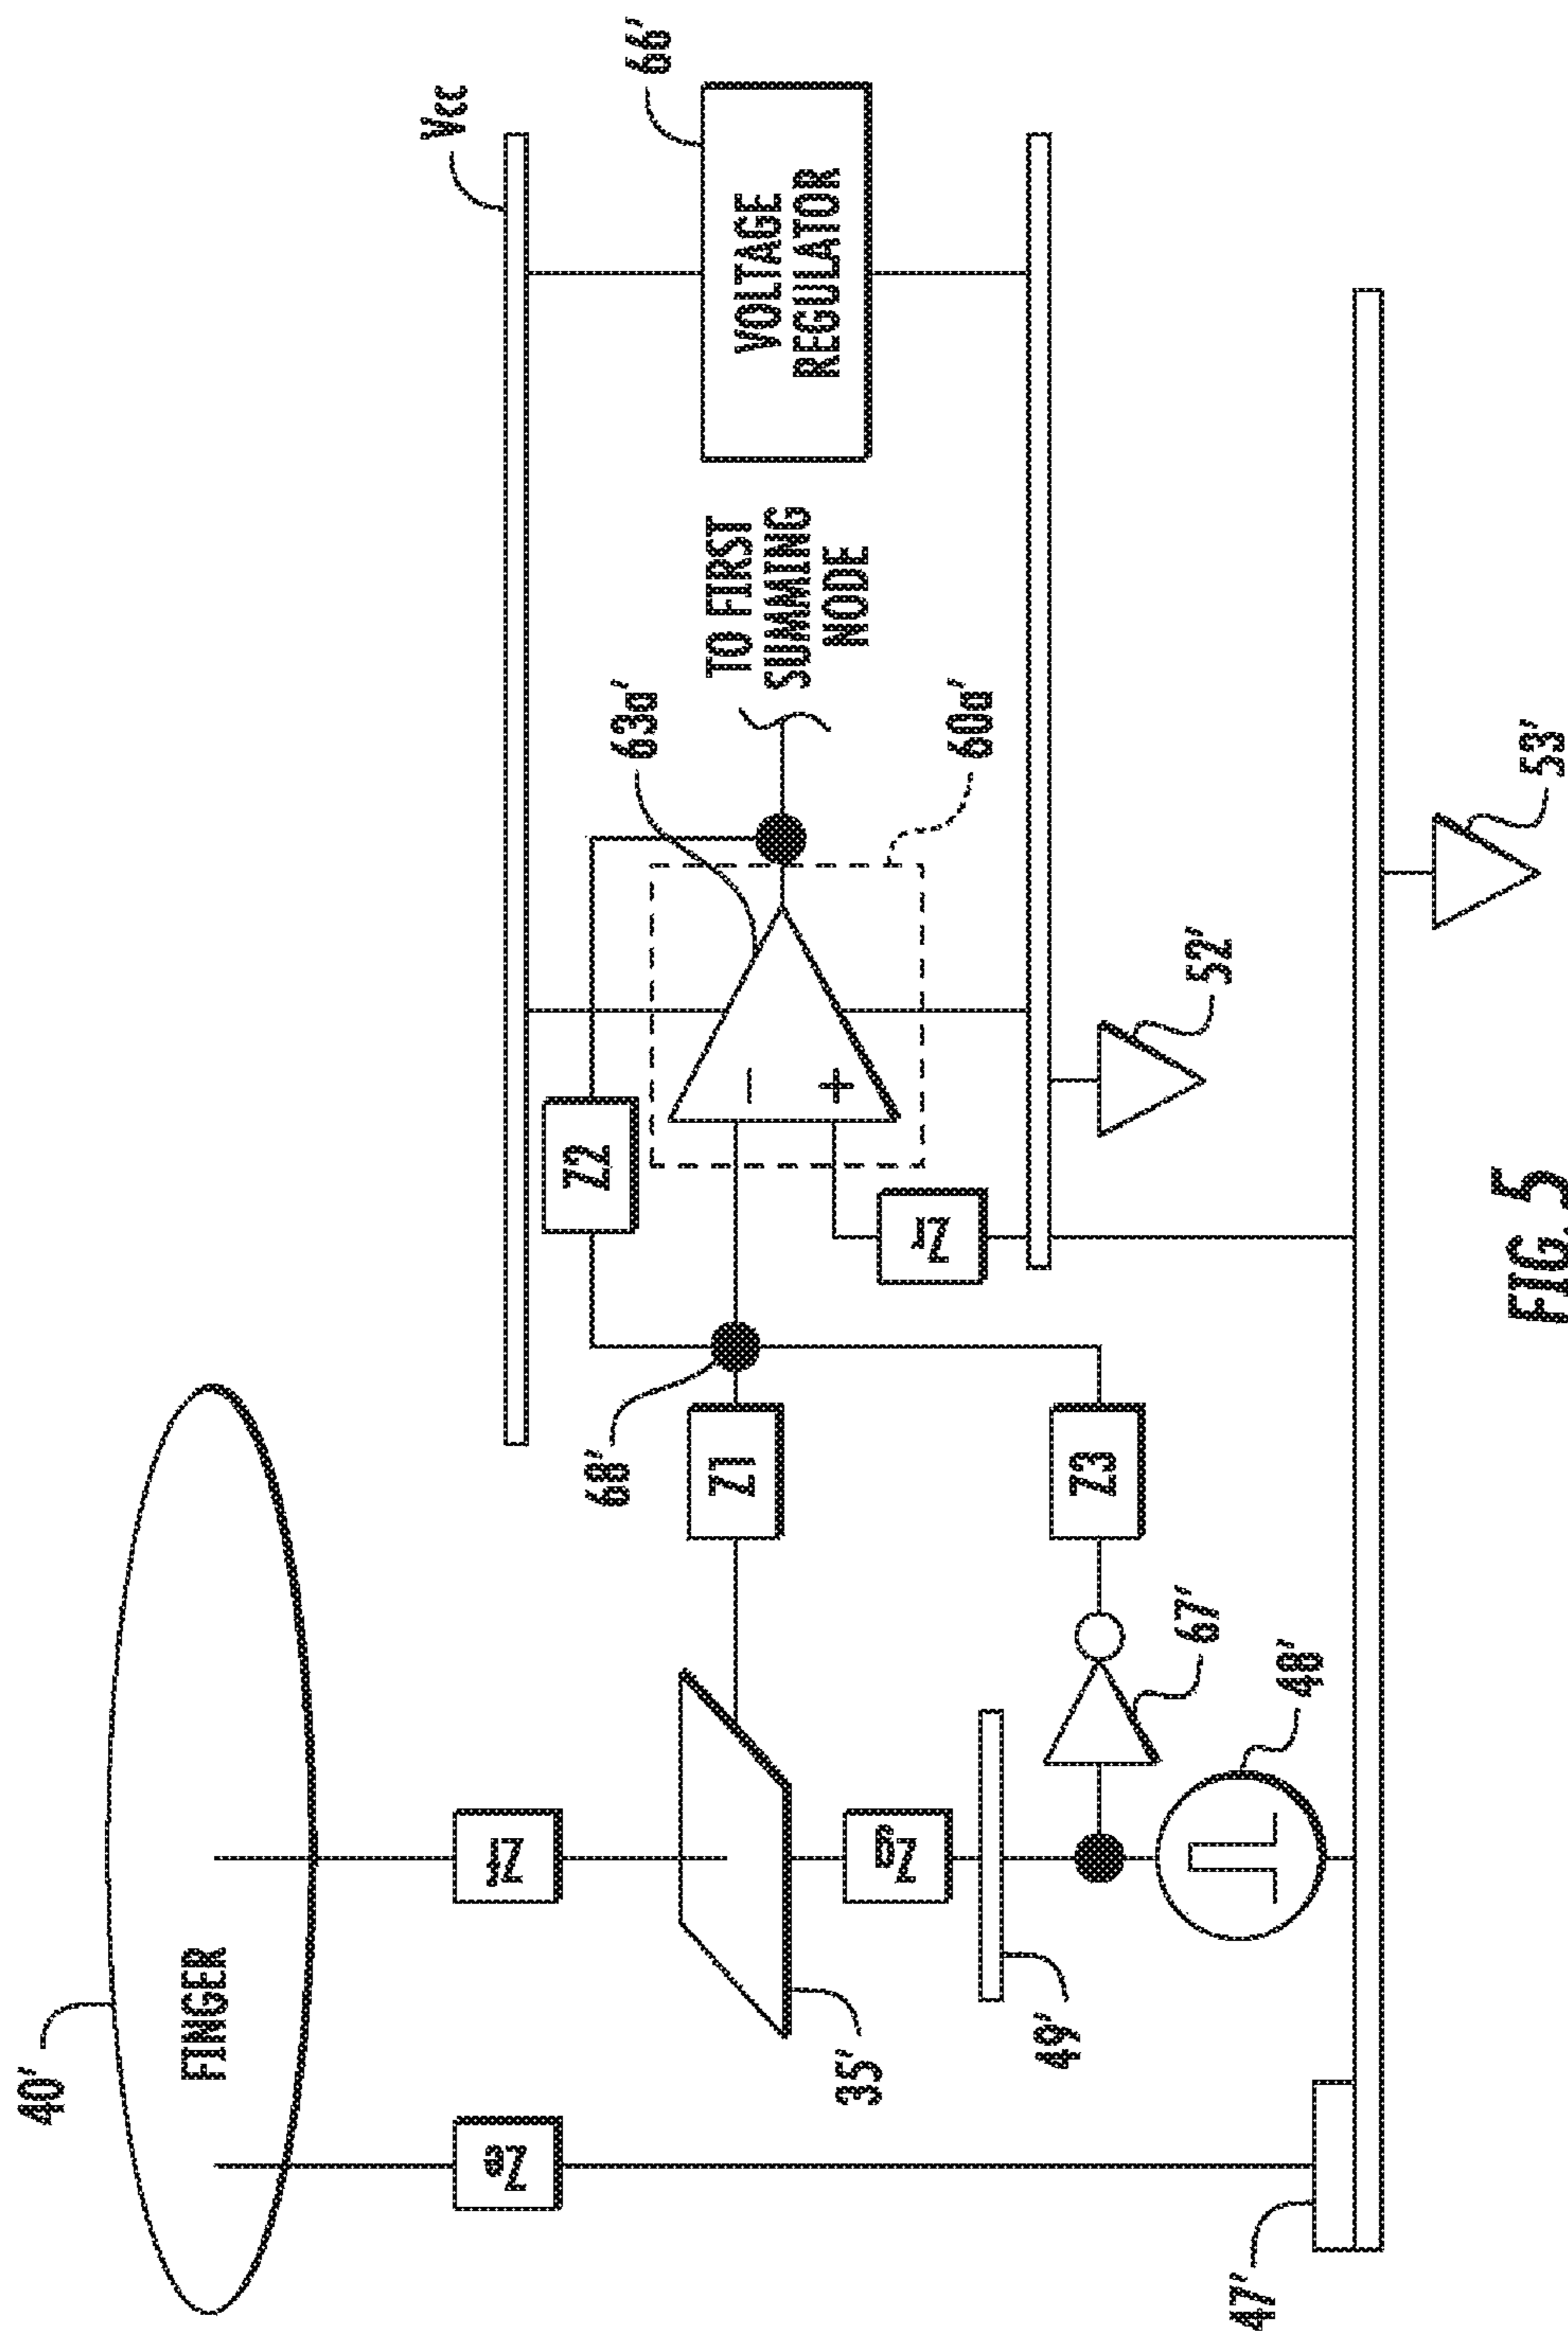 40'
FINGER
Vcc
66'
VOLTAGE
REGULATOR
TO FIRST
SUMMING
NODE
63a'
60a'
Z2
−
+
Zr
68'
Z1
Z3
Zf
Ze
Zg
35'
49'
67'
48'
47'
52'
53'
FIG. 5